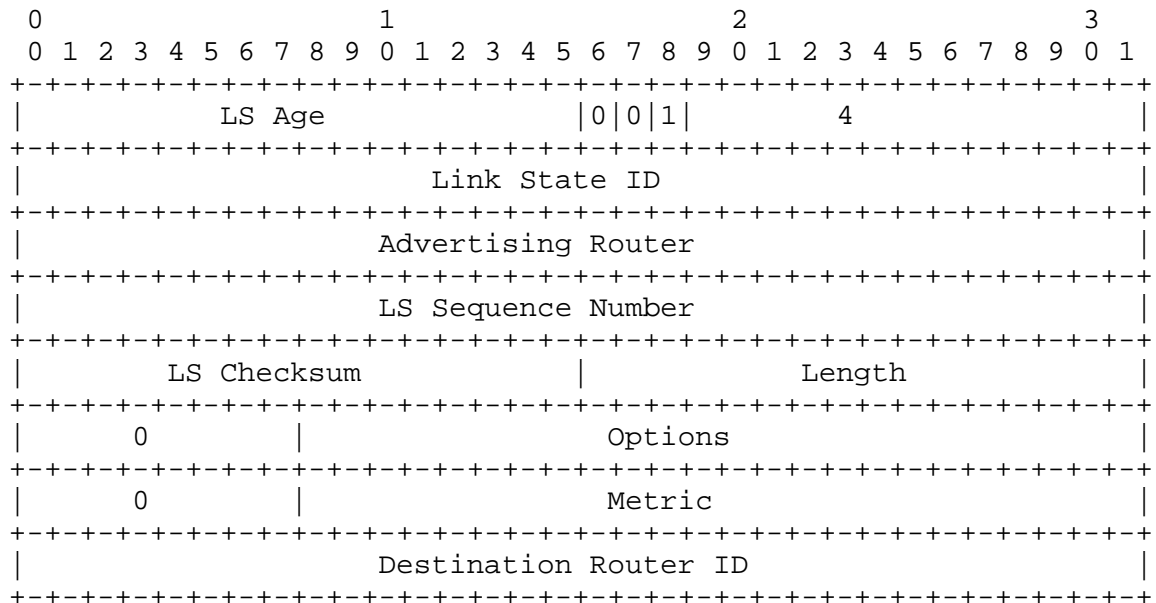 0                   1                   2                   3
 0 1 2 3 4 5 6 7 8 9 0 1 2 3 4 5 6 7 8 9 0 1 2 3 4 5 6 7 8 9 0 1
+-+-+-+-+-+-+-+-+-+-+-+-+-+-+-+-+-+-+-+-+-+-+-+-+-+-+-+-+-+-+-+-+
|           LS Age              |0|0|1|        4                |
+-+-+-+-+-+-+-+-+-+-+-+-+-+-+-+-+-+-+-+-+-+-+-+-+-+-+-+-+-+-+-+-+
|                       Link State ID                           |
+-+-+-+-+-+-+-+-+-+-+-+-+-+-+-+-+-+-+-+-+-+-+-+-+-+-+-+-+-+-+-+-+
|                    Advertising Router                         |
+-+-+-+-+-+-+-+-+-+-+-+-+-+-+-+-+-+-+-+-+-+-+-+-+-+-+-+-+-+-+-+-+
|                    LS Sequence Number                         |
+-+-+-+-+-+-+-+-+-+-+-+-+-+-+-+-+-+-+-+-+-+-+-+-+-+-+-+-+-+-+-+-+
|        LS Checksum            |            Length             |
+-+-+-+-+-+-+-+-+-+-+-+-+-+-+-+-+-+-+-+-+-+-+-+-+-+-+-+-+-+-+-+-+
|      0        |                 Options                       |
+-+-+-+-+-+-+-+-+-+-+-+-+-+-+-+-+-+-+-+-+-+-+-+-+-+-+-+-+-+-+-+-+
|      0        |                 Metric                        |
+-+-+-+-+-+-+-+-+-+-+-+-+-+-+-+-+-+-+-+-+-+-+-+-+-+-+-+-+-+-+-+-+
|                    Destination Router ID                      |
+-+-+-+-+-+-+-+-+-+-+-+-+-+-+-+-+-+-+-+-+-+-+-+-+-+-+-+-+-+-+-+-+